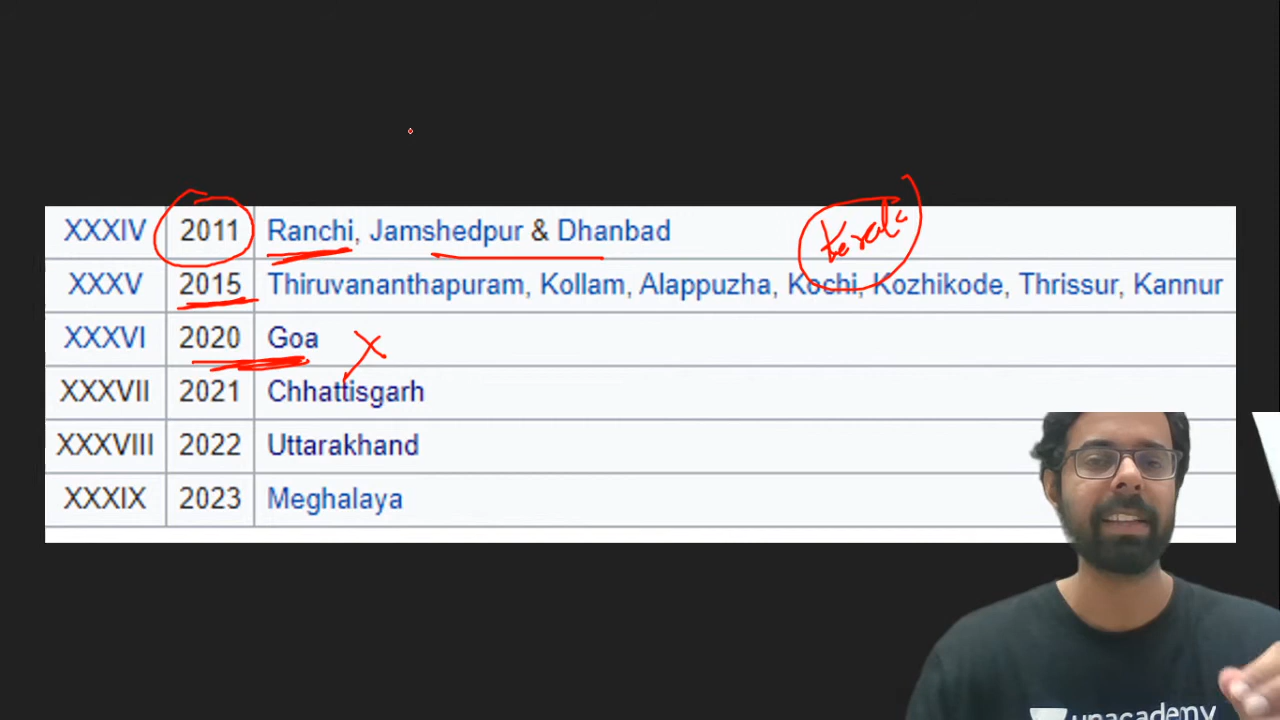 XXXIV 2011 Ranchi, Jamshedpur & Dhanbad Kerala
XXXV 2015 Thiruvananthapuram, Kollam, Alappuzha, Kochi, Kozhikode, Thrissur, Kannur
XXXVI 2020 Goa
XXXVII 2021 Chhattisgarh
XXXVIII 2022 Uttarakhand
XXXIX 2023 Meghalaya
unacademy